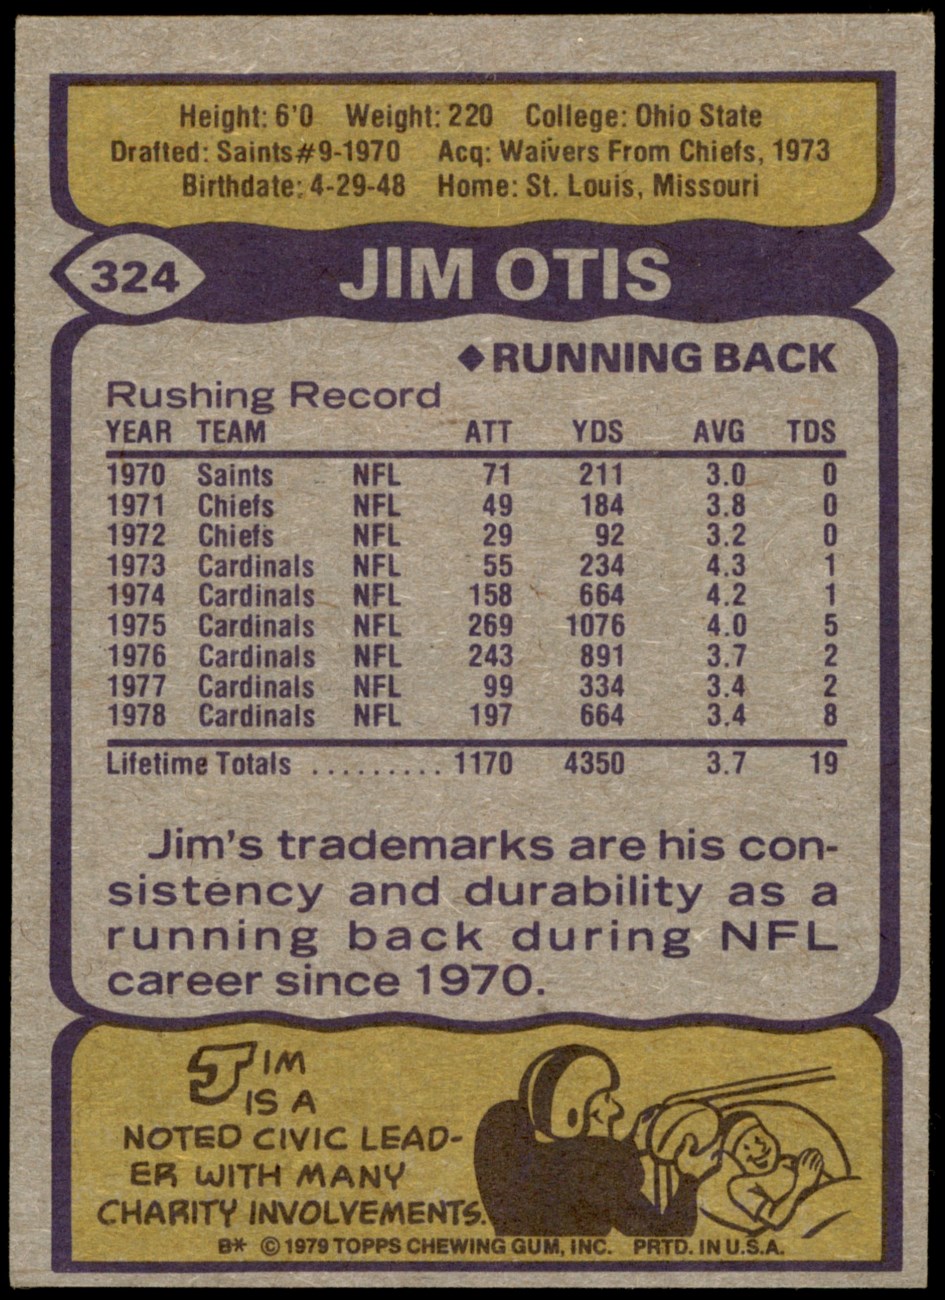 Height: 6'0 Weight: 220 College: Ohio State
Drafted: Saints#9-1970 Acq: Waivers From Chiefs, 1973
Birthdate: 4-29-48 Home: St. Louis, Missouri
324 JIM OTIS
◆RUNNING BACK
Rushing Record
YEAR TEAM ATT YDS AVG TDS
1970 Saints NFL 71 211 3.0 0
1971 Chiefs NFL 49 184 3.8 0
1972 Chiefs NFL 29 92 3.2 0
1973 Cardinals NFL 55 234 4.3 1
1974 Cardinals NFL 158 664 4.2 1
1975 Cardinals NFL 269 1076 4.0 5
1976 Cardinals NFL 243 891 3.7 2
1977 Cardinals NFL 99 334 3.4 2
1978 Cardinals NFL 197 664 3.4 8
Lifetime Totals ......... 1170 4350 3.7 19
Jim's trademarks are his con-
sistency and durability as a
running back during NFL
career since 1970.
JIM
IS A
NOTED CIVIC LEAD-
ER WITH MANY
CHARITY INVOLVEMENTS.
B* © 1979 TOPPS CHEWING GUM, INC. PRTD. IN U.S.A.